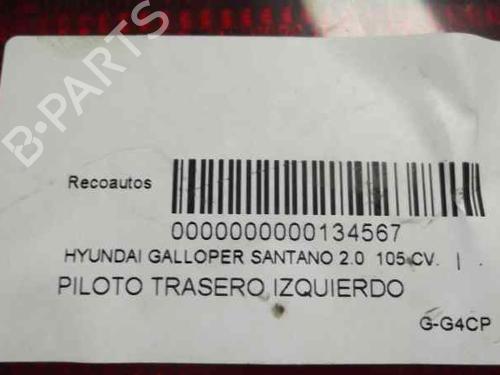 B-PARTS
Recoautos
0000000000134567
HYUNDAI GALLOPER SANTANO 2.0 105 CV. | .
PILOTO TRASERO IZQUIERDO
G-G4CP